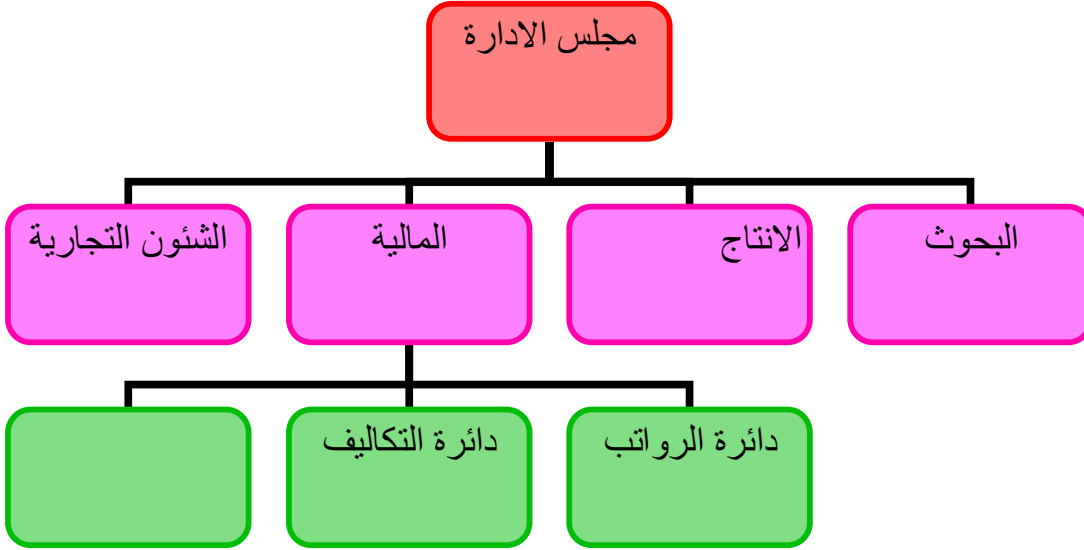 مجلس الادارة
البحوث
الانتاج
المالية
الشئون التجارية
دائرة الرواتب
دائرة التكاليف